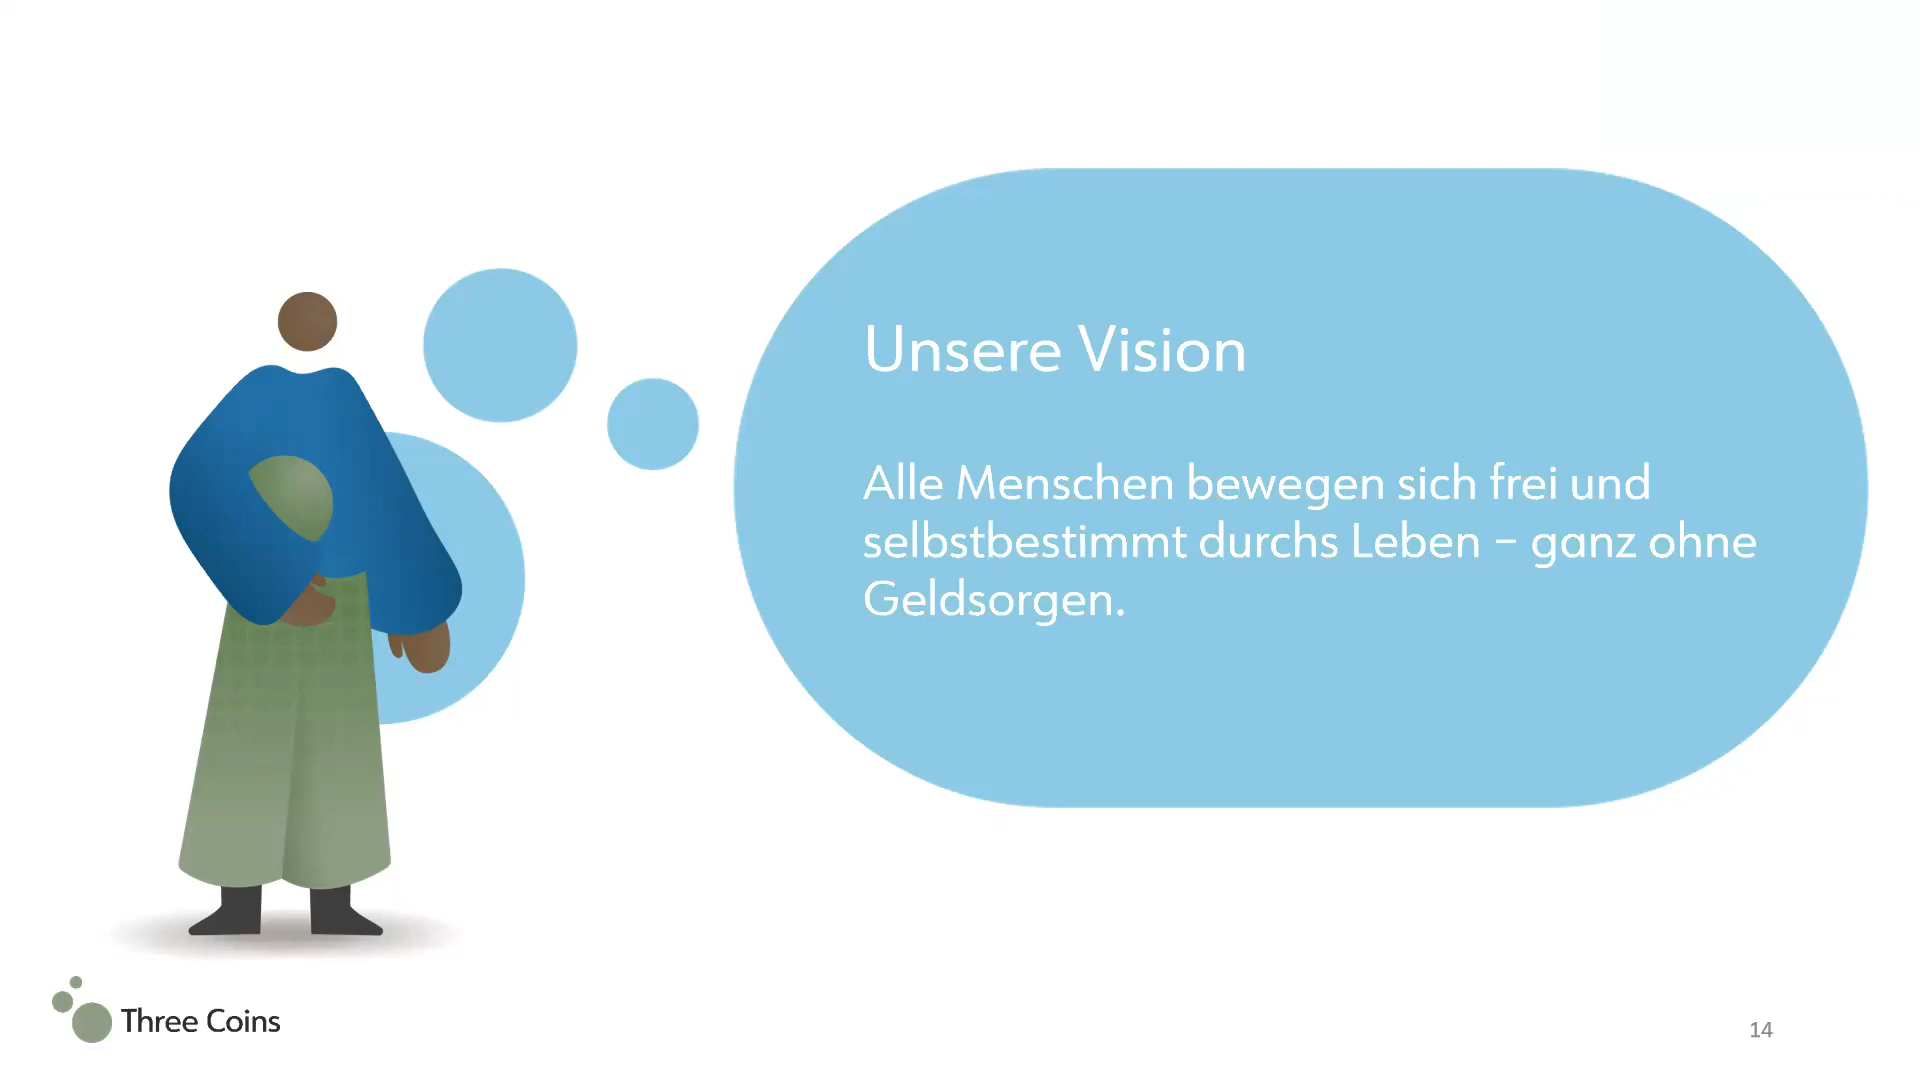 Unsere Vision
Alle Menschen bewegen sich frei und
selbstbestimmt durchs Leben – ganz ohne
Geldsorgen.
Three Coins
14